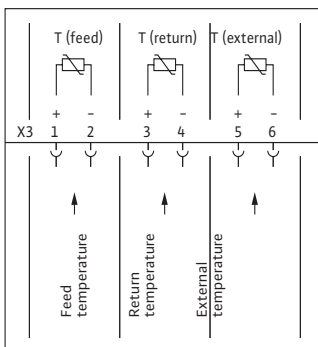 T (feed) T (return) T (external)
+ − + − + −
X3 1 2 3 4 5 6
Feed
temperature
Return
temperature
External
temperature